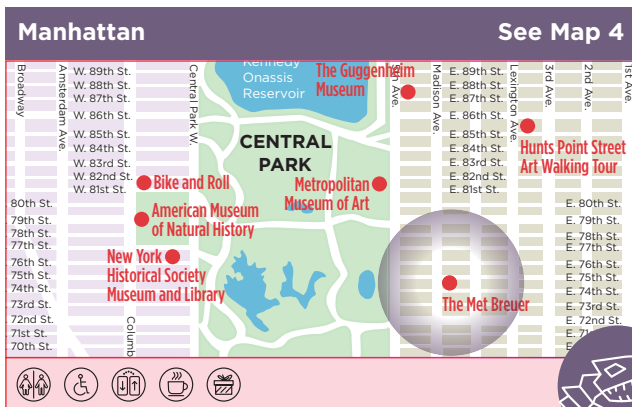 Manhattan
See Map 4
Broadway
Amsterdam Ave.
W. 89th St.
W. 88th St.
W. 87th St.
W. 86th St.
W. 85th St.
W. 84th St.
W. 83rd St.
W. 82nd St.
W. 81st St.
Central Park W.
Kennedy
Onassis
Reservoir
The Guggenheim
Museum
5th Ave.
Madison Ave.
E. 89th St.
E. 88th St.
E. 87th St.
E. 86th St.
E. 85th St.
E. 84th St.
E. 83rd St.
E. 82nd St.
E. 81st St.
Lexington Ave.
3rd Ave.
2nd Ave.
1st Ave.
CENTRAL
PARK
Hunts Point Street
Art Walking Tour
Bike and Roll
Metropolitan
Museum of Art
American Museum
of Natural History
New York
Historical Society
Museum and Library
The Met Breuer
80th St.
79th St.
78th St.
77th St.
76th St.
75th St.
74th St.
73rd St.
72nd St.
71st St.
70th St.
Columb
E. 80th St.
E. 79th St.
E. 78th St.
E. 77th St.
E. 76th St.
E. 75th St.
E. 74th St.
E. 73rd St.
E. 72nd St.